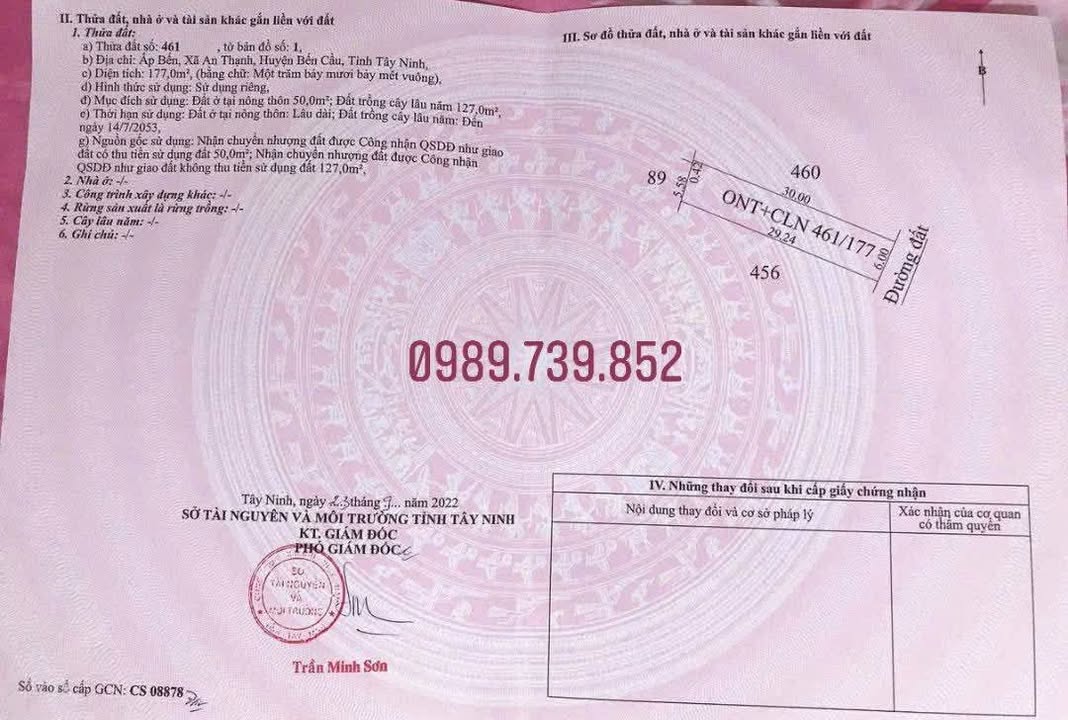 II. Thửa đất, nhà ở và tài sản khác gắn liền với đất
1. Thửa đất:
a) Thửa đất số: 461 , tờ bản đồ số: 1,
b) Địa chỉ: Ấp Bến, Xã An Thạnh, Huyện Bến Cầu, Tỉnh Tây Ninh,
c) Diện tích: 177,0m², (bằng chữ: Một trăm bảy mươi bảy mét vuông),
d) Hình thức sử dụng: Sử dụng riêng,
đ) Mục đích sử dụng: Đất ở tại nông thôn 50,0m²; Đất trồng cây lâu năm 127,0m²,
e) Thời hạn sử dụng: Đất ở tại nông thôn: Lâu dài; Đất trồng cây lâu năm: Đến
ngày 14/7/2053,
g) Nguồn gốc sử dụng: Nhận chuyển nhượng đất được Công nhận QSDĐ như giao
đất có thu tiền sử dụng đất 50,0m²; Nhận chuyển nhượng đất được Công nhận
QSDĐ như giao đất không thu tiền sử dụng đất 127,0m²,
2. Nhà ở: -/-
3. Công trình xây dựng khác: -/-
4. Rừng sản xuất là rừng trồng: -/-
5. Cây lâu năm: -/-
6. Ghi chú: -/-
III. Sơ đồ thửa đất, nhà ở và tài sản khác gắn liền với đất
B
460
89
0.42
5.58
30.00
ONT+CLN 461/177
29.24
6.00
Đường đất
456
0989.739.852
Tây Ninh, ngày 23 tháng 9 năm 2022
SỞ TÀI NGUYÊN VÀ MÔI TRƯỜNG TỈNH TÂY NINH
KT. GIÁM ĐỐC
PHÓ GIÁM ĐỐC
SỞ
TÀI NGUYÊN
VÀ
MÔI TRƯỜNG
Trần Minh Sơn
Số vào sổ cấp GCN: CS 08878
IV. Những thay đổi sau khi cấp giấy chứng nhận
Nội dung thay đổi và cơ sở pháp lý
Xác nhận của cơ quan
có thẩm quyền